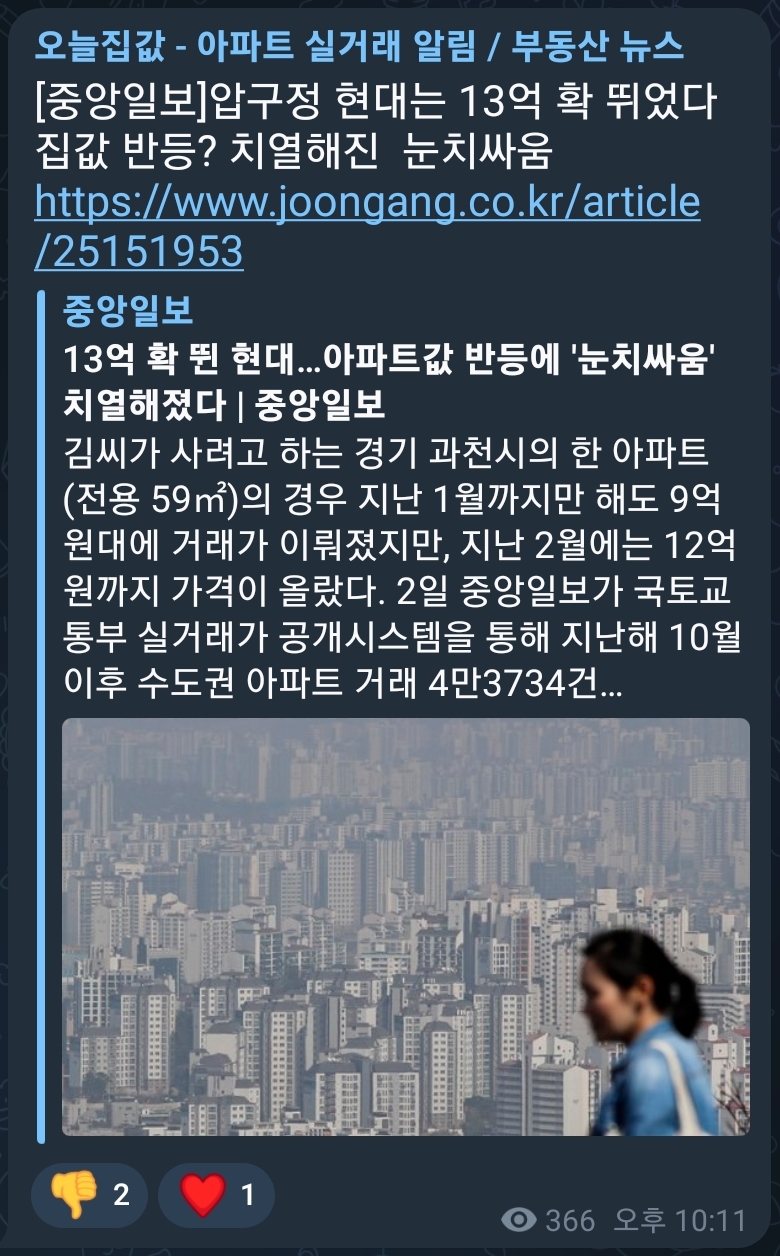 오늘집값 - 아파트 실거래 알림 / 부동산 뉴스
[중앙일보]압구정 현대는 13억 확 뛰었다
집값 반등? 치열해진  눈치싸움
https://www.joongang.co.kr/article
/25151953
중앙일보
13억 확 뛴 현대…아파트값 반등에 '눈치싸움'
치열해졌다 | 중앙일보
김씨가 사려고 하는 경기 과천시의 한 아파트
(전용 59㎡)의 경우 지난 1월까지만 해도 9억
원대에 거래가 이뤄졌지만, 지난 2월에는 12억
원까지 가격이 올랐다. 2일 중앙일보가 국토교
통부 실거래가 공개시스템을 통해 지난해 10월
이후 수도권 아파트 거래 4만3734건…
2 1
366 오후 10:11